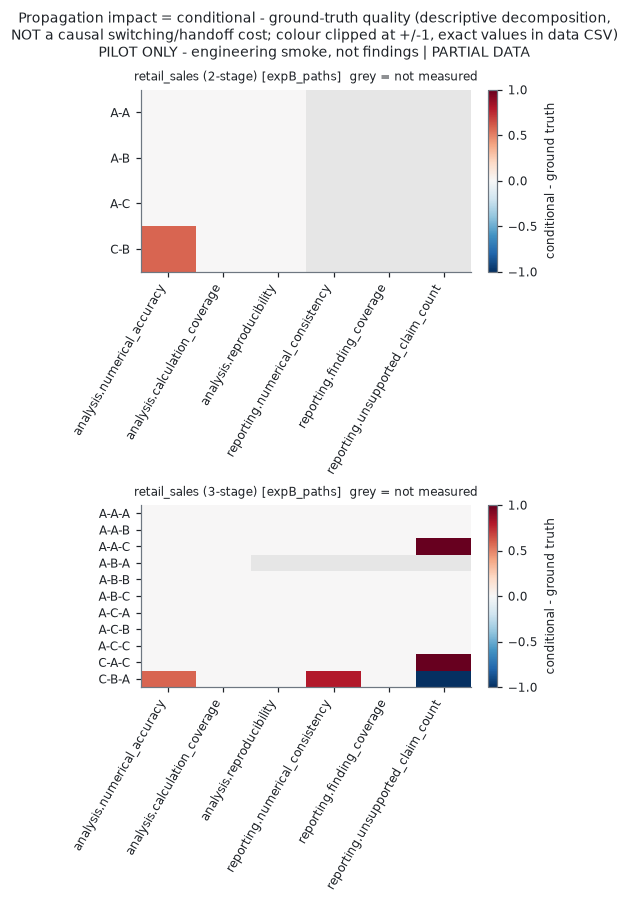 Propagation impact = conditional - ground-truth quality (descriptive decomposition,
NOT a causal switching/handoff cost; colour clipped at +/-1, exact values in data CSV)
PILOT ONLY - engineering smoke, not findings | PARTIAL DATA
retail_sales (2-stage) [expB_paths]  grey = not measured
A-A
A-B
A-C
C-B
analysis.numerical_accuracy
analysis.calculation_coverage
analysis.reproducibility
reporting.numerical_consistency
reporting.finding_coverage
reporting.unsupported_claim_count
1.0
0.5
0.0
−0.5
−1.0
conditional - ground truth
retail_sales (3-stage) [expB_paths]  grey = not measured
A-A-A
A-A-B
A-A-C
A-B-A
A-B-B
A-B-C
A-C-A
A-C-B
A-C-C
C-A-C
C-B-A
analysis.numerical_accuracy
analysis.calculation_coverage
analysis.reproducibility
reporting.numerical_consistency
reporting.finding_coverage
reporting.unsupported_claim_count
1.0
0.5
0.0
−0.5
−1.0
conditional - ground truth